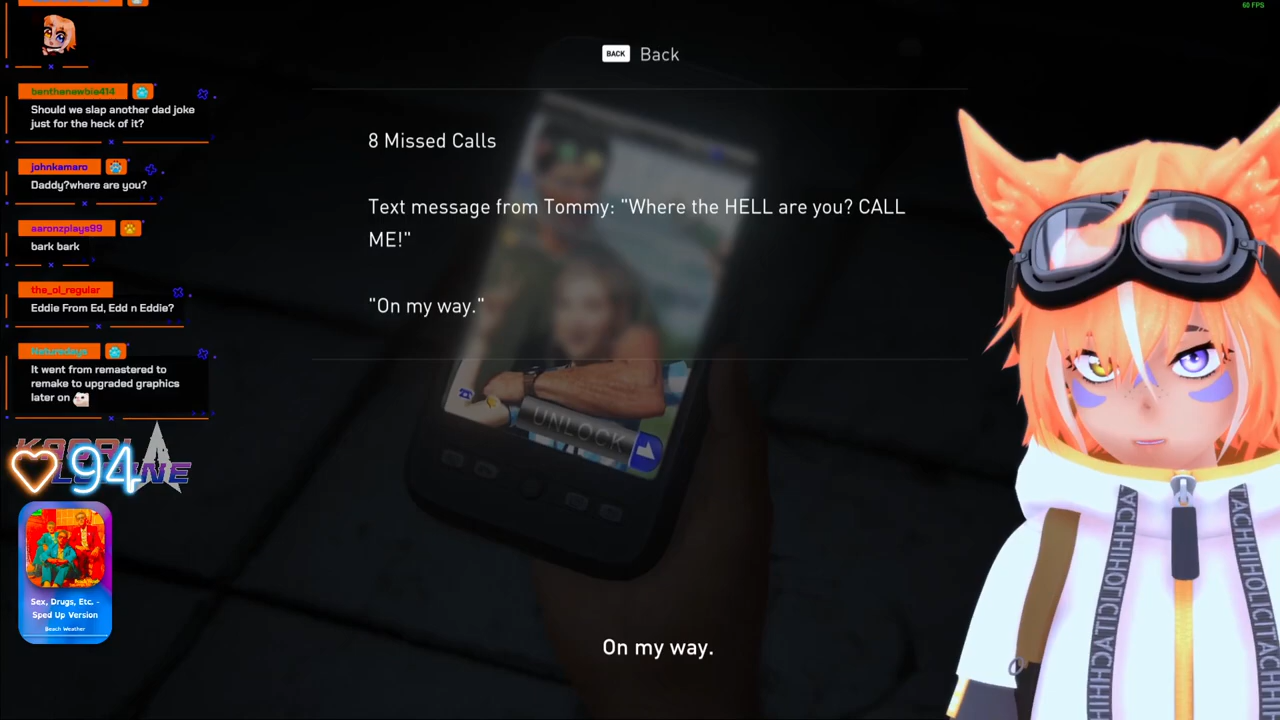 60 FPS
BACK Back
benthenewbie414
Should we slap another dad joke
just for the heck of it?
johnkamaro
Daddy?where are you?
aaronzplays99
bark bark
the_ol_regular
Eddie From Ed, Edd n Eddie?
It went from remastered to
remake to upgraded graphics
later on
94
Sex, Drugs, Etc. -
Sped Up Version
Beach Weather
8 Missed Calls
Text message from Tommy: "Where the HELL are you? CALL
ME!"
"On my way."
UNLOCK
On my way.